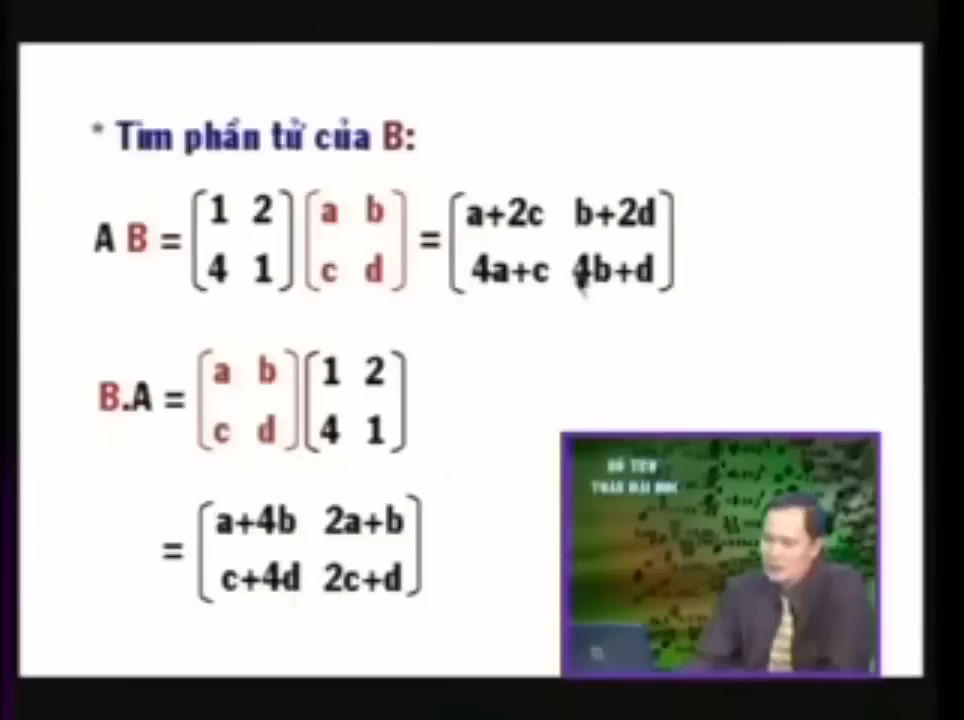 * Tìm phần tử của B:
A B = [1 2] [a b] = [a+2c b+2d]
[4 1] [c d] [4a+c 4b+d]
B.A = [a b] [1 2]
[c d] [4 1]
= [a+4b 2a+b]
[c+4d 2c+d]